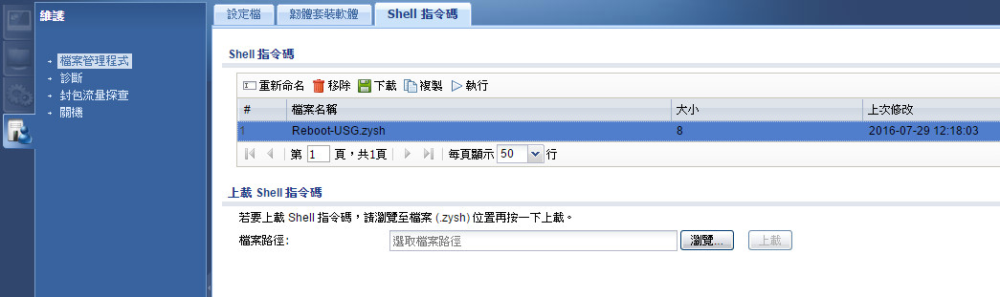 維護
檔案管理程式
診斷
封包流量探查
關機
設定檔 韌體套裝軟體 Shell 指令碼
Shell 指令碼
重新命名 移除 下載 複製 執行
# 檔案名稱 大小 上次修改
1 Reboot-USG.zysh 8 2016-07-29 12:18:03
第 1 頁，共1頁 每頁顯示 50 行
上載 Shell 指令碼
若要上載 Shell 指令碼，請瀏覽至檔案 (.zysh) 位置再按一下上載。
檔案路徑: 選取檔案路徑 瀏覽... 上載